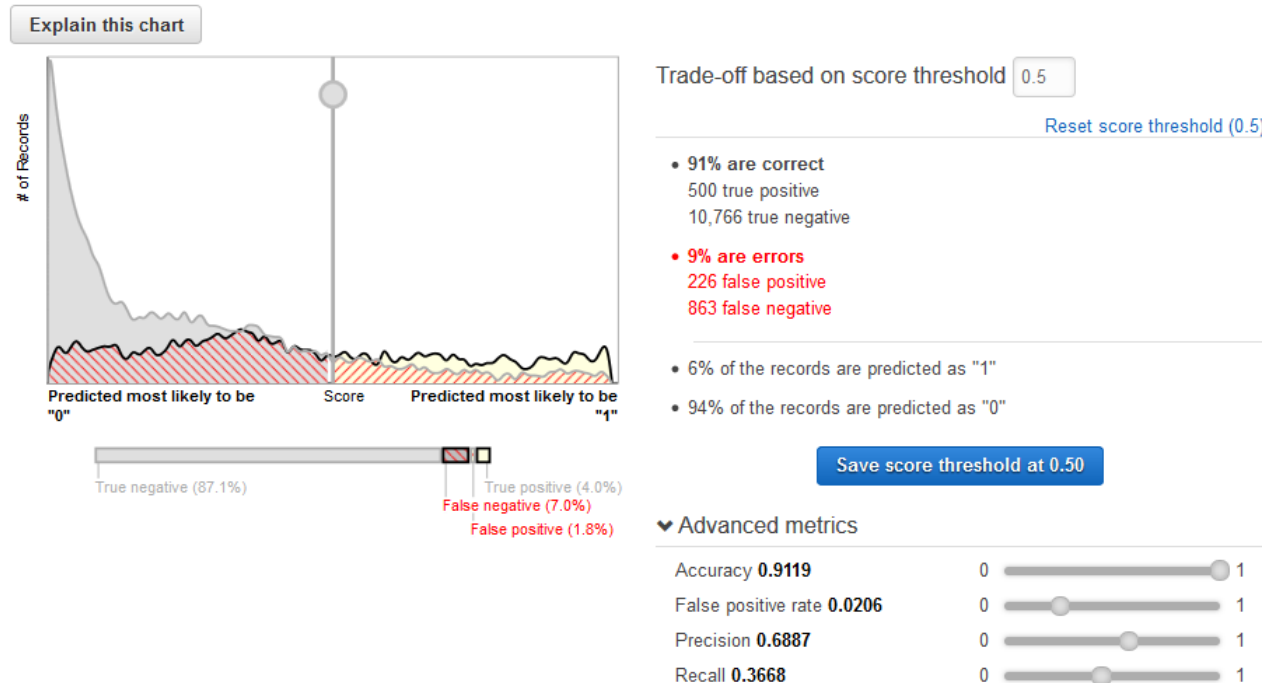 Explain this chart
# of Records
Predicted most likely to be
"0"
Score
Predicted most likely to be
"1"
True negative (87.1%)
True positive (4.0%)
False negative (7.0%)
False positive (1.8%)
Trade-off based on score threshold 0.5
Reset score threshold (0.5)
91% are correct
500 true positive
10,766 true negative
9% are errors
226 false positive
863 false negative
6% of the records are predicted as "1"
94% of the records are predicted as "0"
Save score threshold at 0.50
Advanced metrics
Accuracy 0.9119 0 1
False positive rate 0.0206 0 1
Precision 0.6887 0 1
Recall 0.3668 0 1